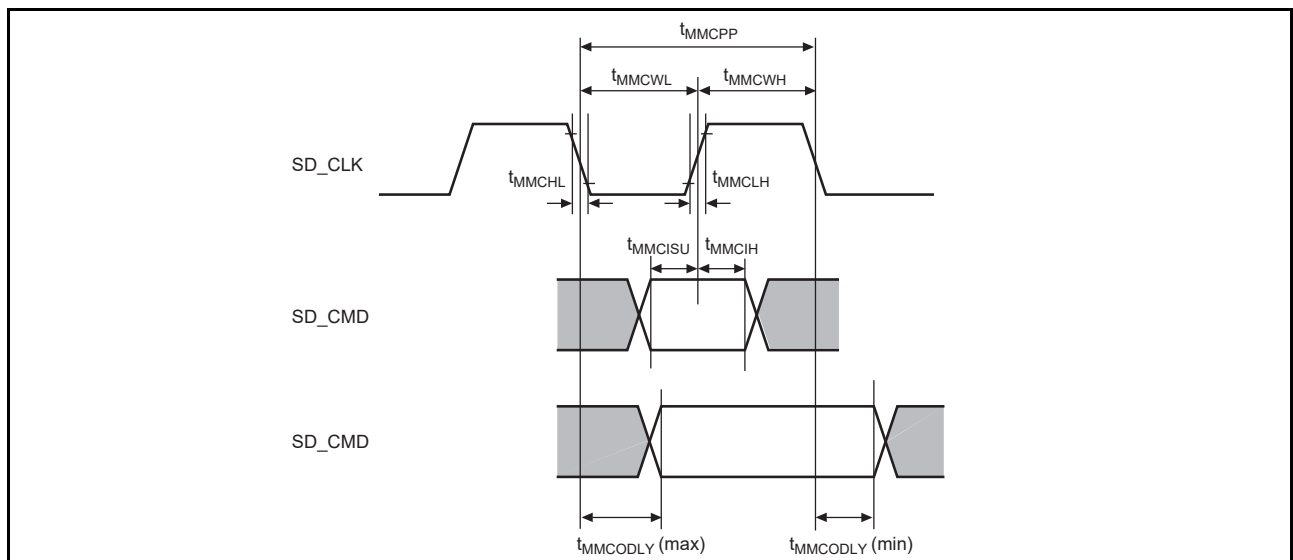 tMMCPP
tMMCWL
tMMCWH
SD_CLK
tMMCHL
tMMCLH
tMMCISU
tMMCIH
SD_CMD
SD_CMD
tMMCODLY (max)
tMMCODLY (min)